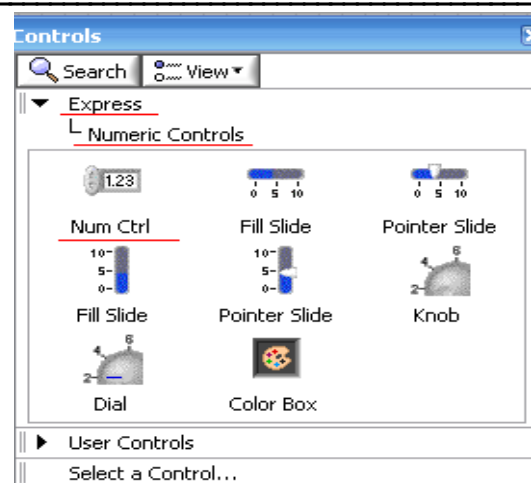 Controls
Search View
Express
Numeric Controls
1.23
0 5 10
0 5 10
Num Ctrl Fill Slide Pointer Slide
10-
5-
0-
10-
5-
0-
2 4 6
Fill Slide Pointer Slide Knob
2 4 6
Dial Color Box
User Controls
Select a Control...